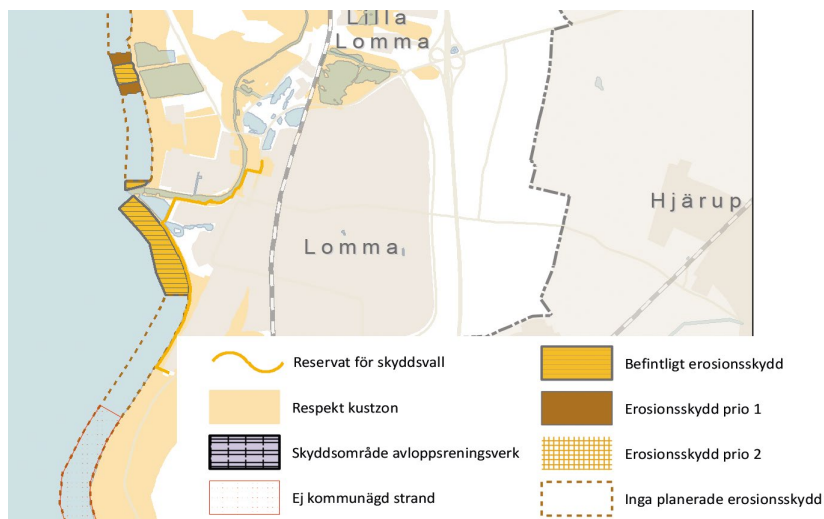 Lilla
Lomma
Hjärup
Lomma
Reservat för skyddsvall
Respekt kustzon
Skyddsområde avloppsreningsverk
Ej kommunägd strand
Befintligt erosionsskydd
Erosionsskydd prio 1
Erosionsskydd prio 2
Inga planerade erosionsskydd